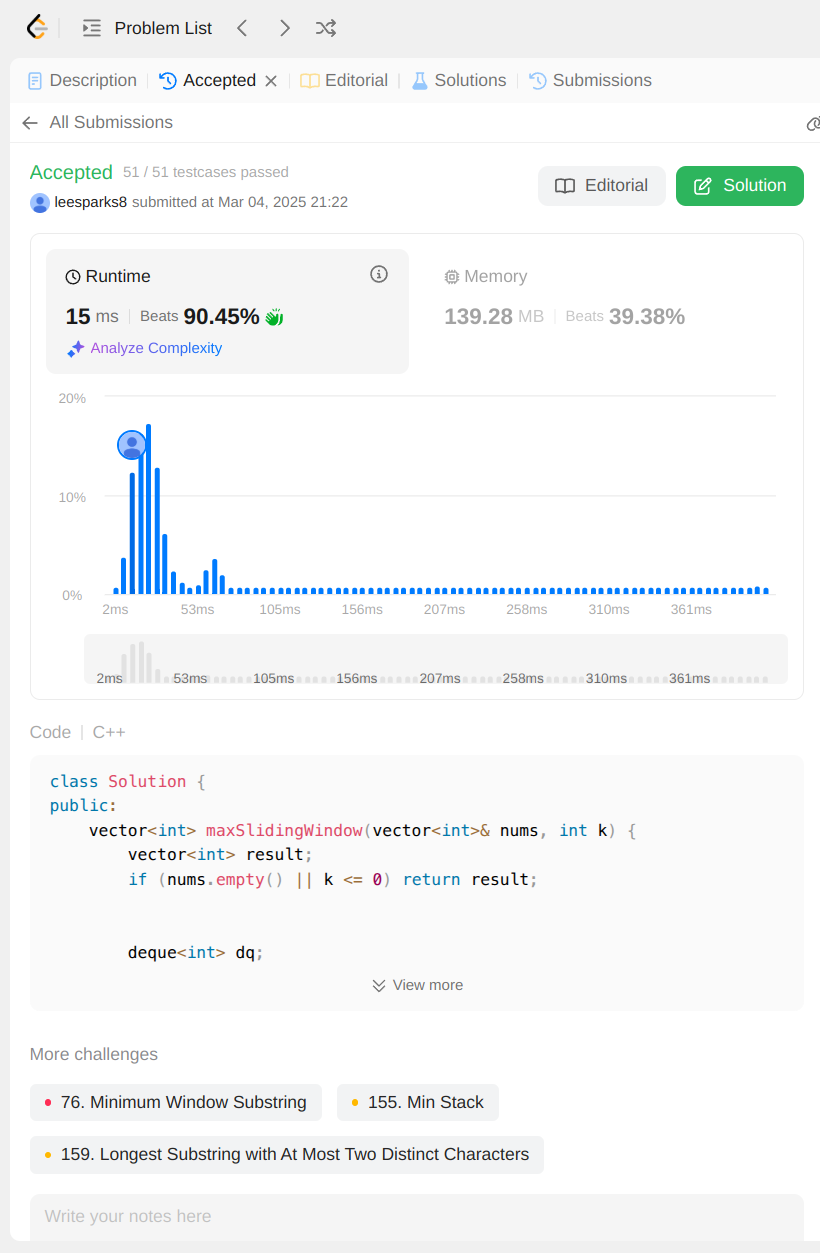 Problem List
Description Accepted Editorial Solutions Submissions
All Submissions
Accepted 51 / 51 testcases passed
leesparks8 submitted at Mar 04, 2025 21:22
Editorial Solution
Runtime
15 ms Beats 90.45%
Analyze Complexity
Memory
139.28 MB Beats 39.38%
20%
10%
0%
2ms 53ms 105ms 156ms 207ms 258ms 310ms 361ms
2ms 53ms 105ms 156ms 207ms 258ms 310ms 361ms
Code | C++
class Solution {
public:
    vector<int> maxSlidingWindow(vector<int>& nums, int k) {
        vector<int> result;
        if (nums.empty() || k <= 0) return result;
        deque<int> dq;
View more
More challenges
76. Minimum Window Substring 155. Min Stack
159. Longest Substring with At Most Two Distinct Characters
Write your notes here